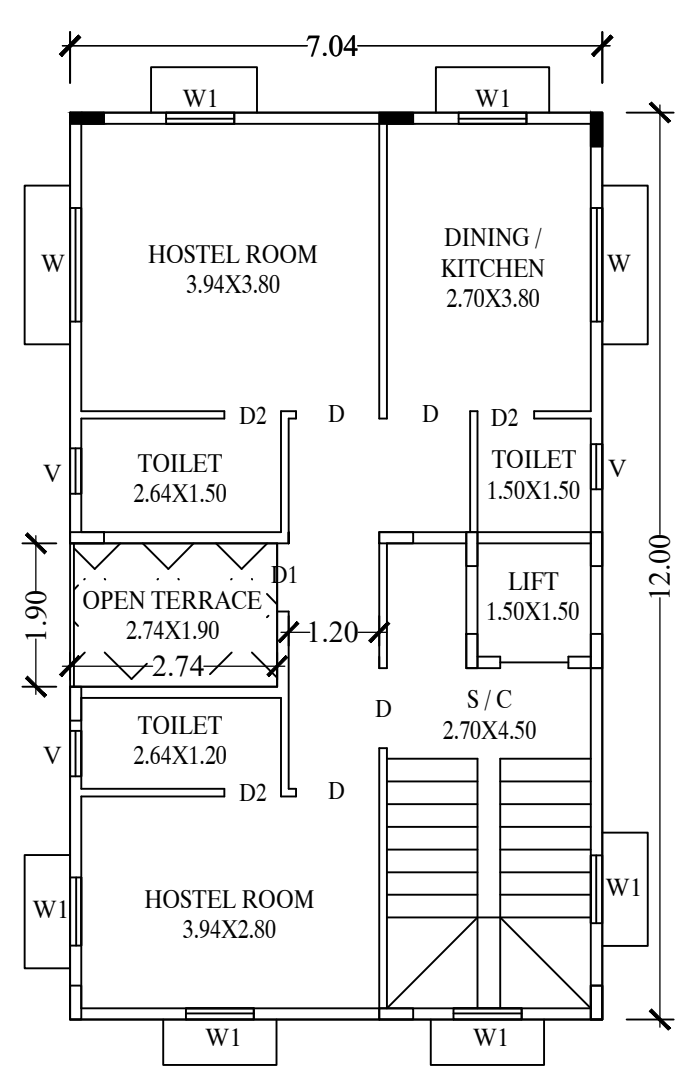 7.04
W1
W1
DINING /
HOSTEL ROOM
KITCHEN
3.94X3.80
2.70X3.80
W
W
D2
D
D
D2
TOILET
2.64X1.50
TOILET
1.50X1.50
V
V
12.00
D1
OPEN TERRACE
2.74X1.90
1.90
2.74
1.20
LIFT
1.50X1.50
S / C
2.70X4.50
D
TOILET
2.64X1.20
V
D2
D
HOSTEL ROOM
3.94X2.80
W1
W1
W1
W1